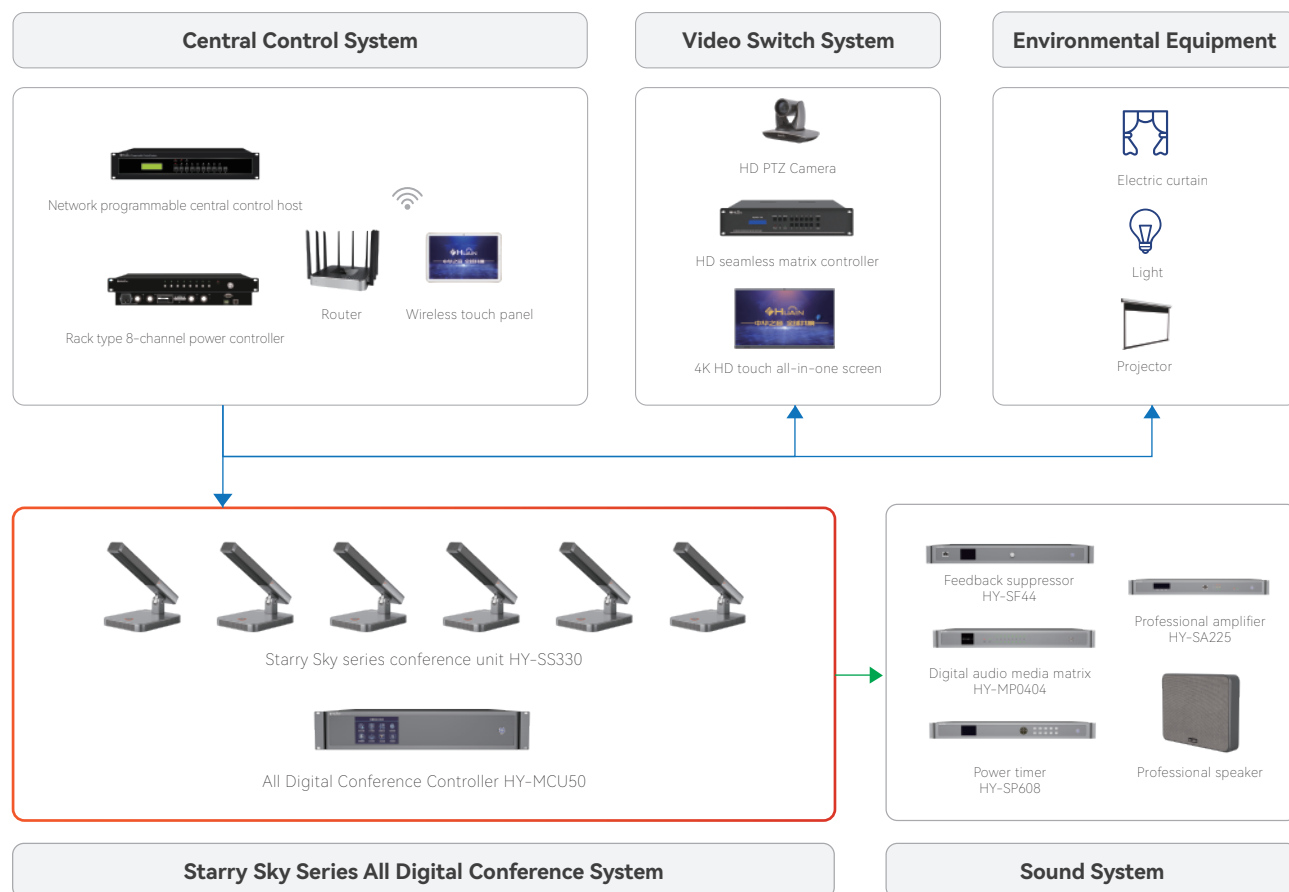 Central Control System
Video Switch System
Environmental Equipment
Network programmable central control host
Rack type 8-channel power controller
Router
HUAIN
Wireless touch panel
HD PTZ Camera
HD seamless matrix controller
HUAIN
4K HD touch all-in-one screen
Electric curtain
Light
Projector
Starry Sky series conference unit HY-SS330
All Digital Conference Controller HY-MCU50
Feedback suppressor
HY-SF44
Digital audio media matrix
HY-MP0404
Power timer
HY-SP608
Professional amplifier
HY-SA225
Professional speaker
Starry Sky Series All Digital Conference System
Sound System